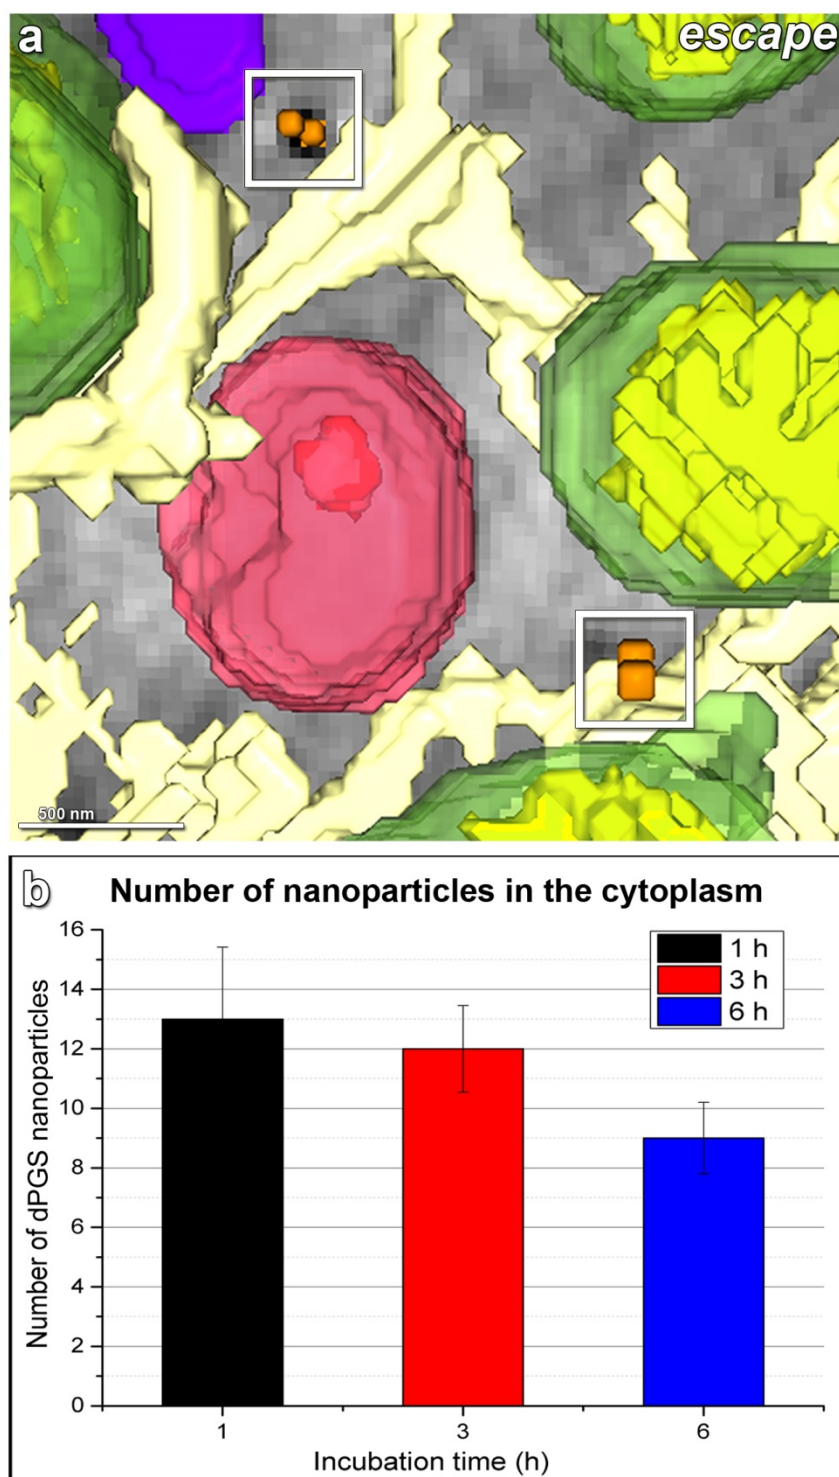 a
escape
500 nm
b
Number of nanoparticles in the cytoplasm
Number of dPGS nanoparticles
16
14
12
10
8
6
4
2
0
1 h
3 h
6 h
1
3
6
Incubation time (h)